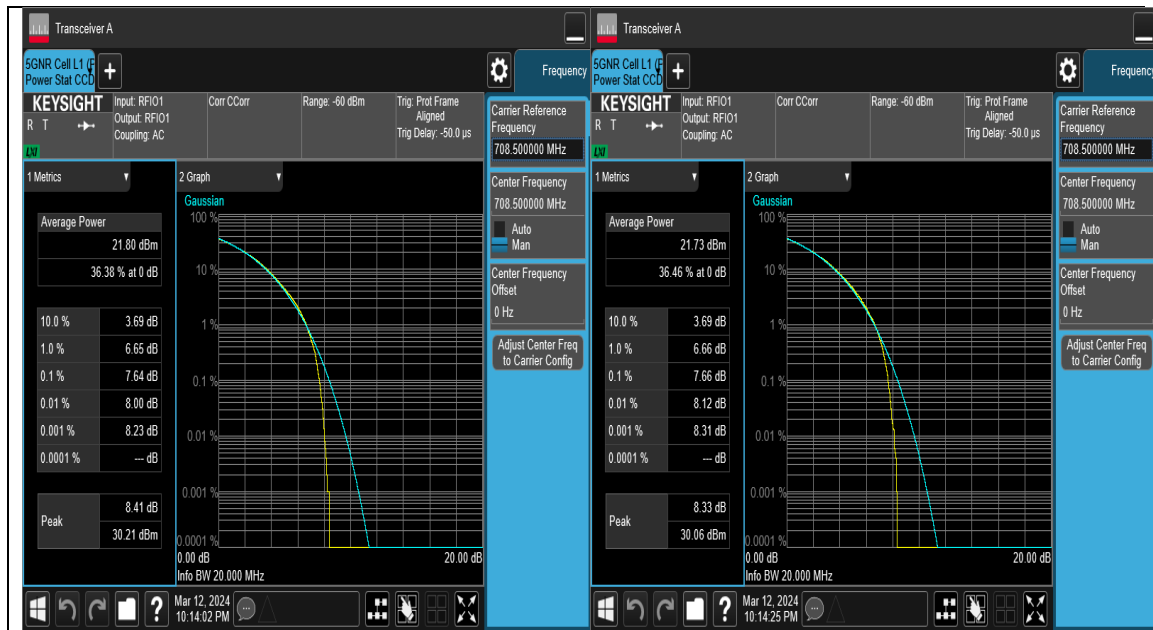 Transceiver A
5GNR Cell L1 (F
Power Stat CCD
+
Frequency
KEYSIGHT
R T
LXI
Input: RFIO1
Output: RFIO1
Coupling: AC
Corr CCorr
Range: -60 dBm
Trig: Prot Frame
Aligned
Trig Delay: -50.0 µs
Carrier Reference
Frequency
708.500000 MHz
Center Frequency
708.500000 MHz
Auto
Man
Center Frequency
Offset
0 Hz
Adjust Center Freq
to Carrier Config
1 Metrics
Average Power
21.80 dBm
36.38 % at 0 dB
10.0 % 3.69 dB
1.0 % 6.65 dB
0.1 % 7.64 dB
0.01 % 8.00 dB
0.001 % 8.23 dB
0.0001 % --- dB
Peak
8.41 dB
30.21 dBm
2 Graph
Gaussian
100 %
10 %
1 %
0.1 %
0.01 %
0.001 %
0.0001 %
0.00 dB 20.00 dB
Info BW 20.000 MHz
?
Mar 12, 2024
10:14:02 PM
Transceiver A
5GNR Cell L1 (F
Power Stat CCD
+
Frequency
KEYSIGHT
R T
LXI
Input: RFIO1
Output: RFIO1
Coupling: AC
Corr CCorr
Range: -60 dBm
Trig: Prot Frame
Aligned
Trig Delay: -50.0 µs
Carrier Reference
Frequency
708.500000 MHz
Center Frequency
708.500000 MHz
Auto
Man
Center Frequency
Offset
0 Hz
Adjust Center Freq
to Carrier Config
1 Metrics
Average Power
21.73 dBm
36.46 % at 0 dB
10.0 % 3.69 dB
1.0 % 6.66 dB
0.1 % 7.66 dB
0.01 % 8.12 dB
0.001 % 8.31 dB
0.0001 % --- dB
Peak
8.33 dB
30.06 dBm
2 Graph
Gaussian
100 %
10 %
1 %
0.1 %
0.01 %
0.001 %
0.0001 %
0.00 dB 20.00 dB
Info BW 20.000 MHz
?
Mar 12, 2024
10:14:25 PM